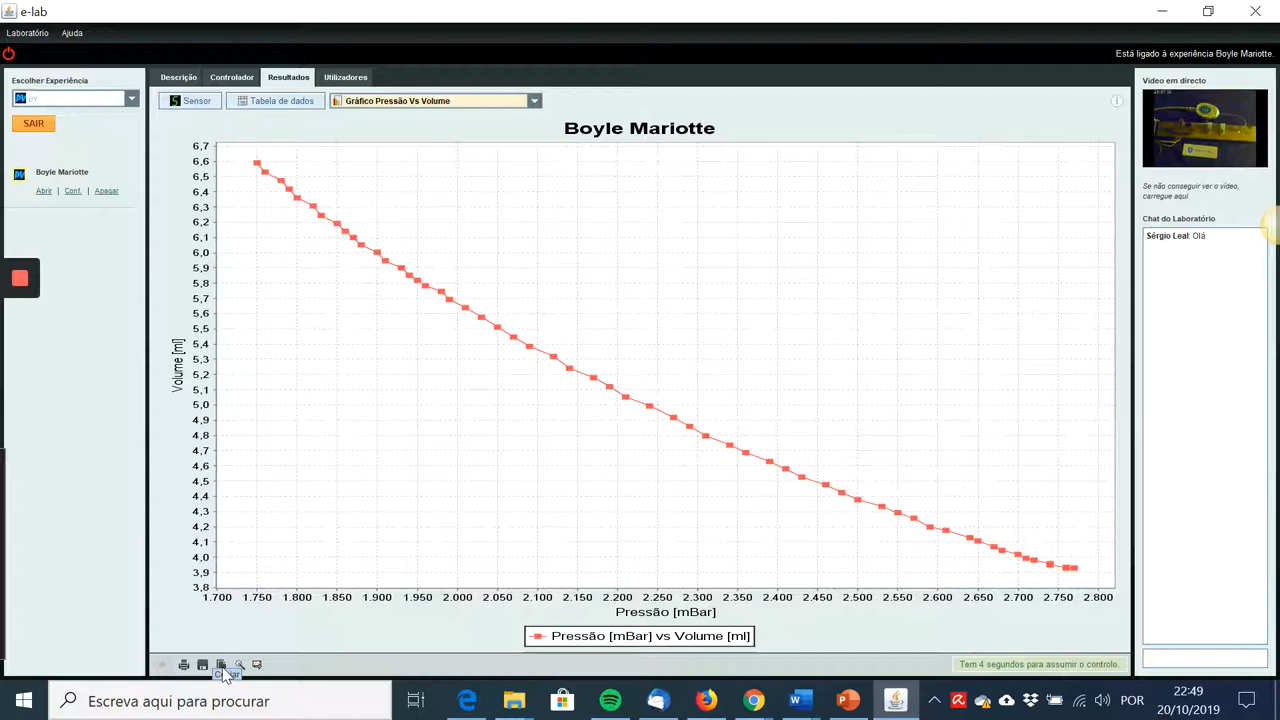 e-lab
Laboratório Ajuda
Está ligado à experiência Boyle Mariotte.
Escolher Experiência
pv
SAIR
Boyle Mariotte
Abrir | Conf. | Apagar
Descrição Controlador Resultados Utilizadores
Sensor Tabela de dados Gráfico Pressão Vs Volume
Boyle Mariotte
6,7
6,6
6,5
6,4
6,3
6,2
6,1
6,0
5,9
5,8
5,7
5,6
5,5
5,4
5,3
5,2
5,1
5,0
4,9
4,8
4,7
4,6
4,5
4,4
4,3
4,2
4,1
4,0
3,9
3,8
Volume [ml]
1.700 1.750 1.800 1.850 1.900 1.950 2.000 2.050 2.100 2.150 2.200 2.250 2.300 2.350 2.400 2.450 2.500 2.550 2.600 2.650 2.700 2.750 2.800
Pressão [mBar]
Pressão [mBar] vs Volume [ml]
Tem 4 segundos para assumir o controlo.
Vídeo em directo
Se não conseguir ver o vídeo,
carregue aqui
Chat do Laboratório
Sérgio Leal: Olá
Escreva aqui para procurar
POR
22:49
20/10/2019